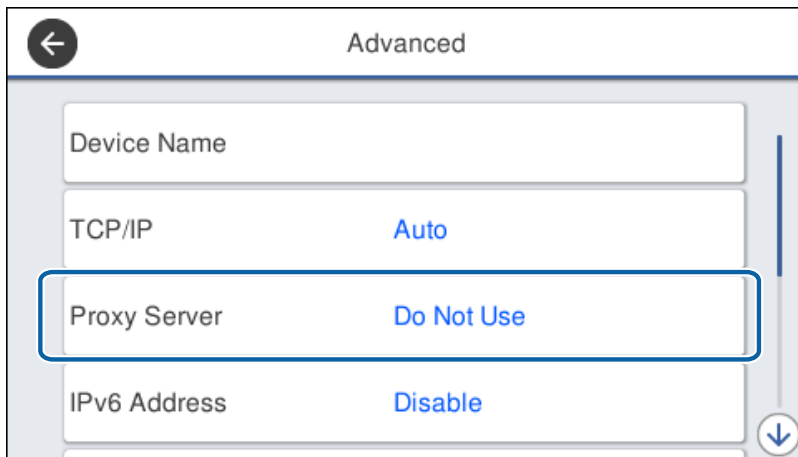 Advanced
Device Name
TCP/IP Auto
Proxy Server Do Not Use
IPv6 Address Disable